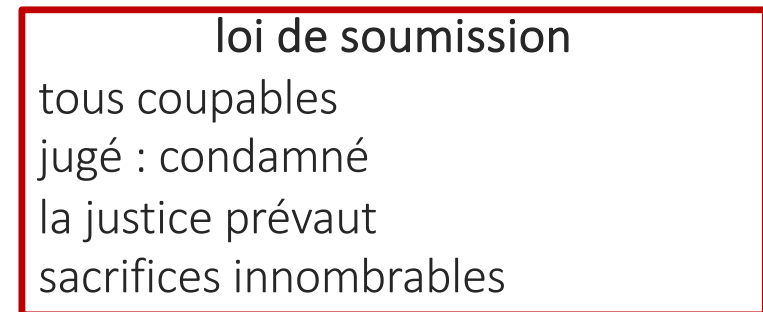 loi de soumission
tous coupables
jugé : condamné
la justice prévaut
sacrifices innombrables